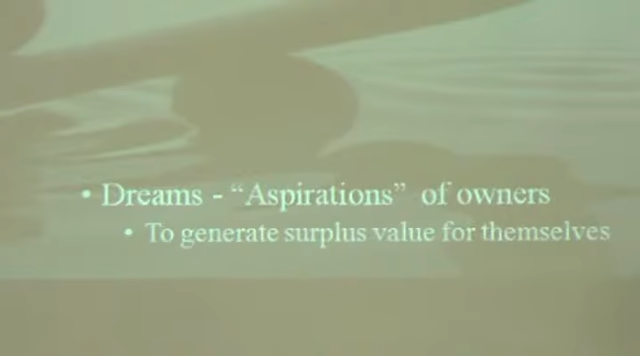 • Dreams - “Aspirations” of owners
• To generate surplus value for themselves